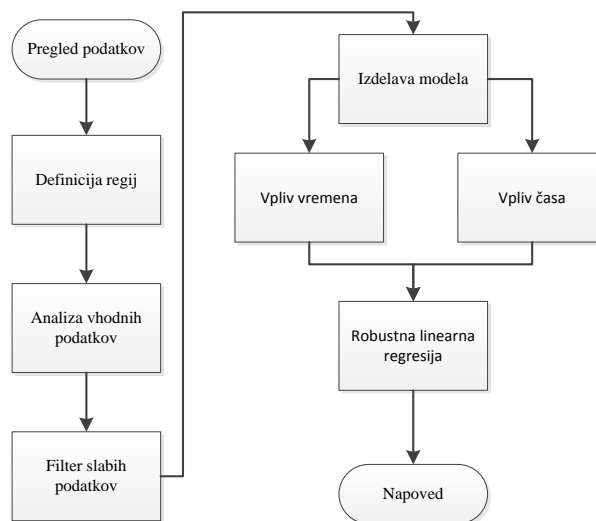 Pregled podatkov
Definicija regij
Analiza vhodnih
podatkov
Filter slabih
podatkov
Izdelava modela
Vpliv vremena
Vpliv časa
Robustna linearna
regresija
Napoved